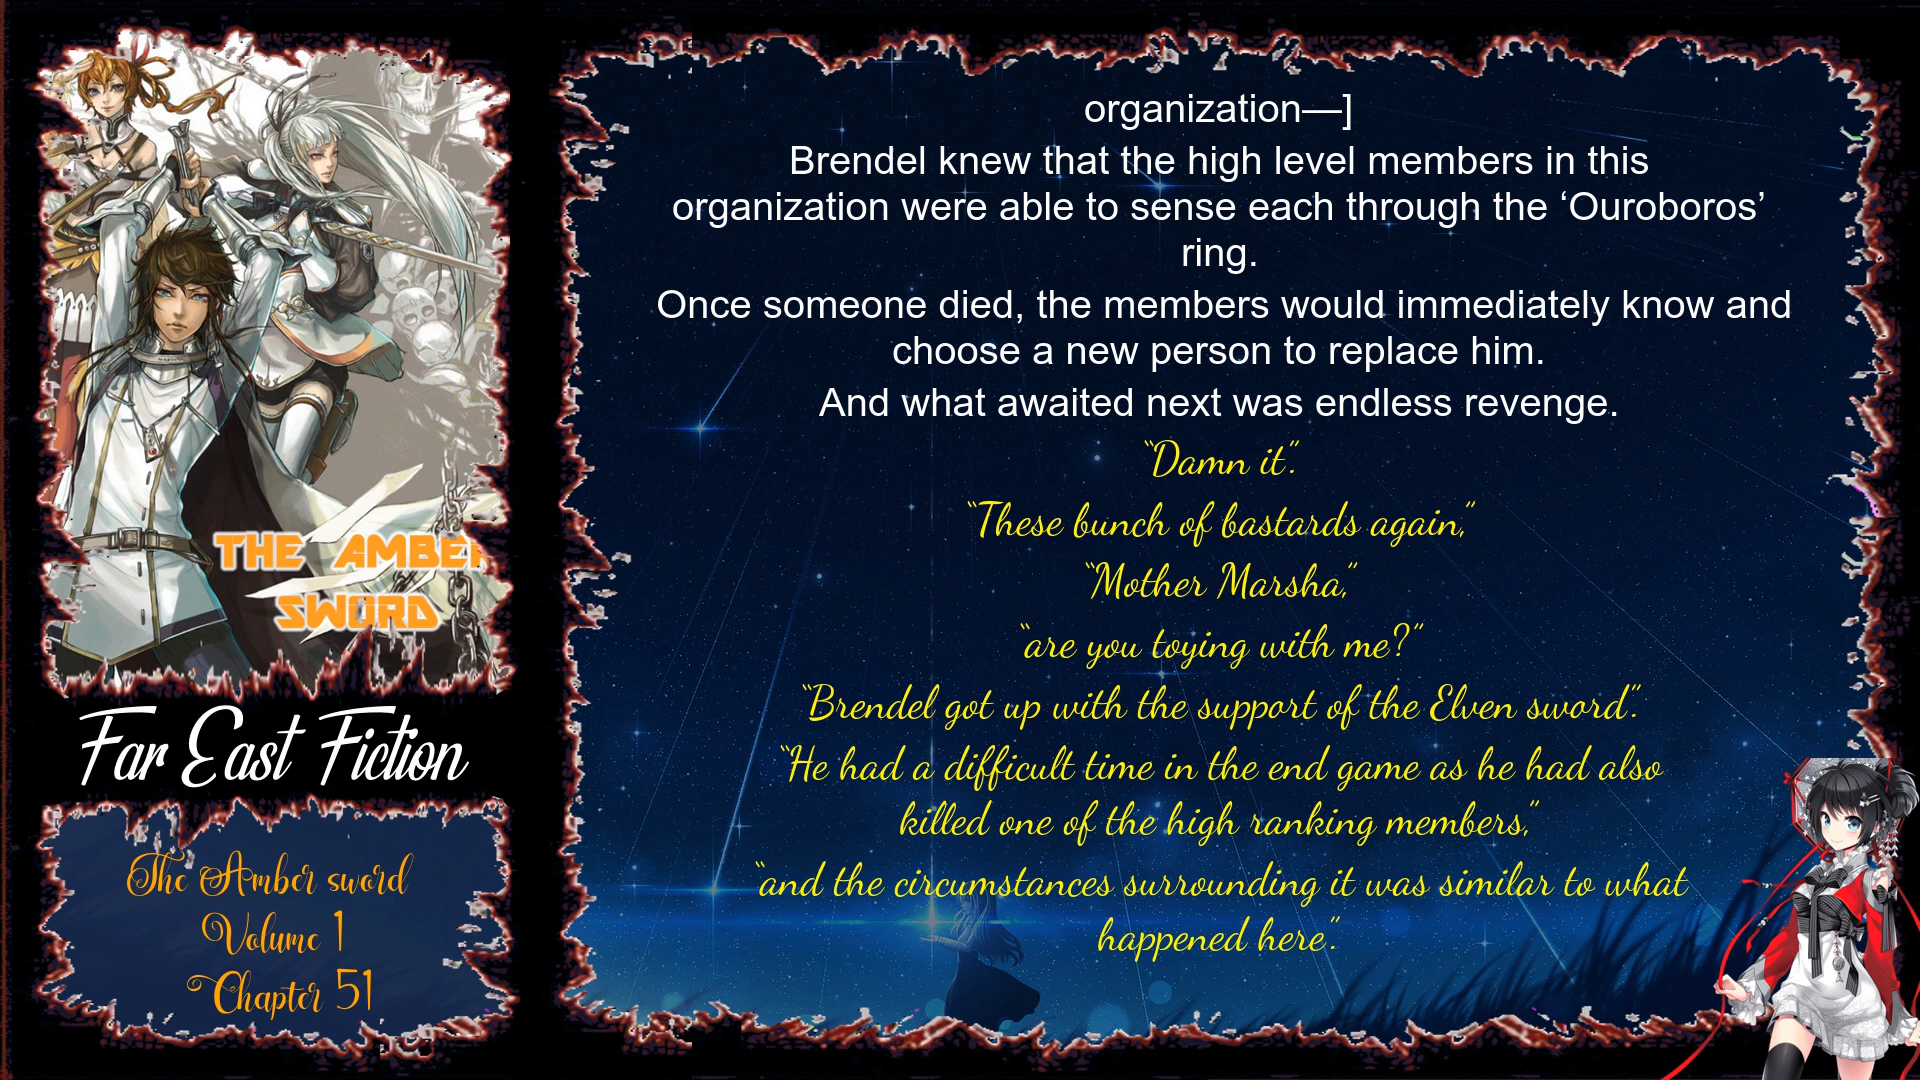 THE AMBER
SWORD
Far East Fiction
The Amber sword
Volume 1
Chapter 51
organization—]
Brendel knew that the high level members in this
organization were able to sense each through the ‘Ouroboros’
ring.
Once someone died, the members would immediately know and
choose a new person to replace him.
And what awaited next was endless revenge.
“Damn it”.
“These bunch of bastards again,”
“Mother Marsha,”
“are you toying with me?”
“Brendel got up with the support of the Elven sword”.
“He had a difficult time in the end game as he had also
killed one of the high ranking members,”
“and the circumstances surrounding it was similar to what
happened here”.